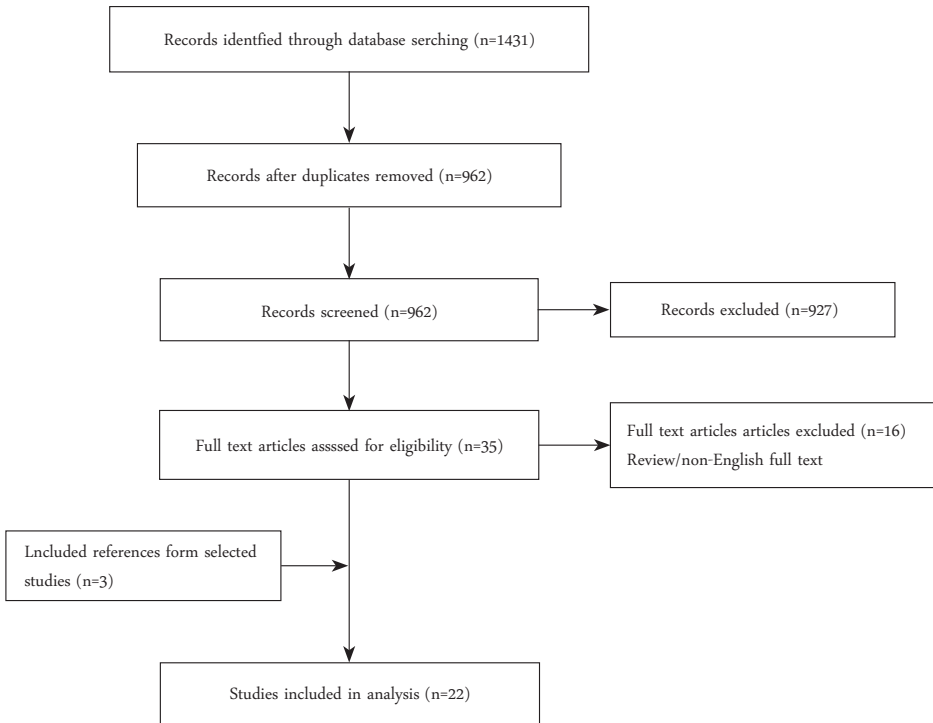 Records identfied through database serching (n=1431)
Records after duplicates removed (n=962)
Records screened (n=962)
Records excluded (n=927)
Full text articles assssed for eligibility (n=35)
Full text articles articles excluded (n=16)
Review/non-English full text
Lncluded references form selected
studies (n=3)
Studies included in analysis (n=22)